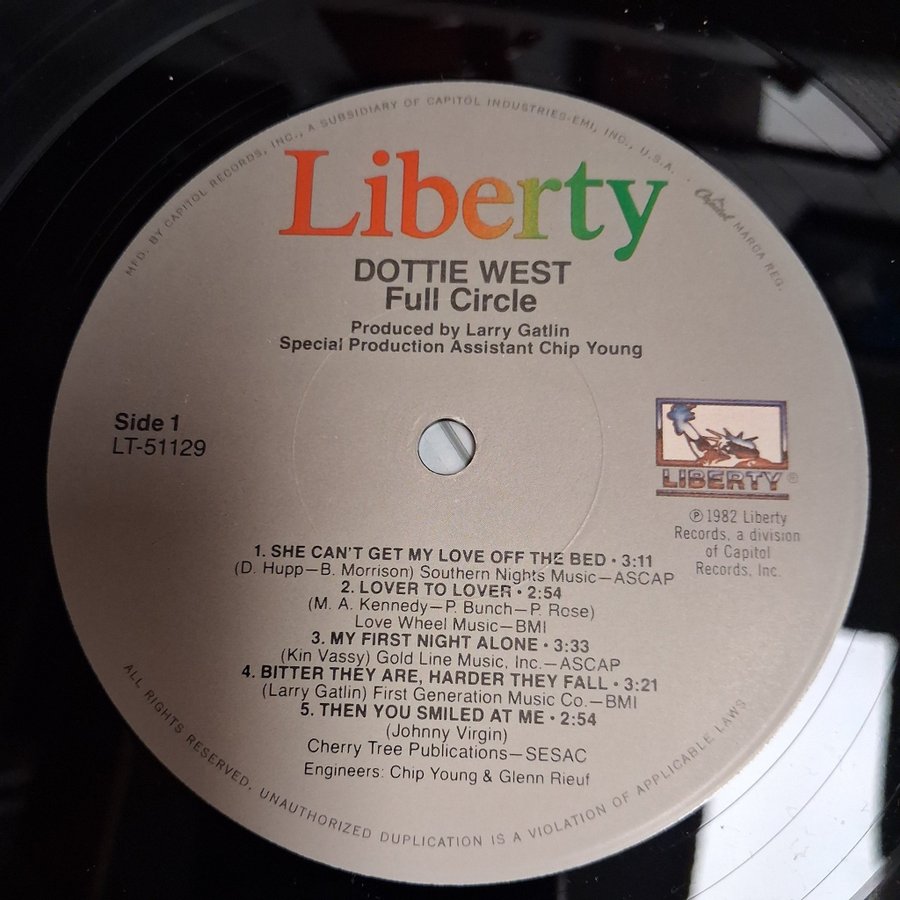 MFD. BY CAPITOL RECORDS, INC., A SUBSIDIARY OF CAPITOL INDUSTRIES-EMI, INC., U.S.A. . Capitol MARCA REG.
Liberty
DOTTIE WEST
Full Circle
Produced by Larry Gatlin
Special Production Assistant Chip Young
Side 1
LT-51129
LIBERTY®
℗ 1982 Liberty
Records, a division
of Capitol
Records, Inc.
1. SHE CAN'T GET MY LOVE OFF THE BED • 3:11
(D. Hupp—B. Morrison) Southern Nights Music—ASCAP
2. LOVER TO LOVER • 2:54
(M. A. Kennedy—P. Bunch—P. Rose)
Love Wheel Music—BMI
3. MY FIRST NIGHT ALONE • 3:33
(Kin Vassy) Gold Line Music, Inc.—ASCAP
4. BITTER THEY ARE, HARDER THEY FALL • 3:21
(Larry Gatlin) First Generation Music Co.—BMI
5. THEN YOU SMILED AT ME • 2:54
(Johnny Virgin)
Cherry Tree Publications—SESAC
Engineers: Chip Young & Glenn Rieuf
ALL RIGHTS RESERVED. UNAUTHORIZED DUPLICATION IS A VIOLATION OF APPLICABLE LAWS